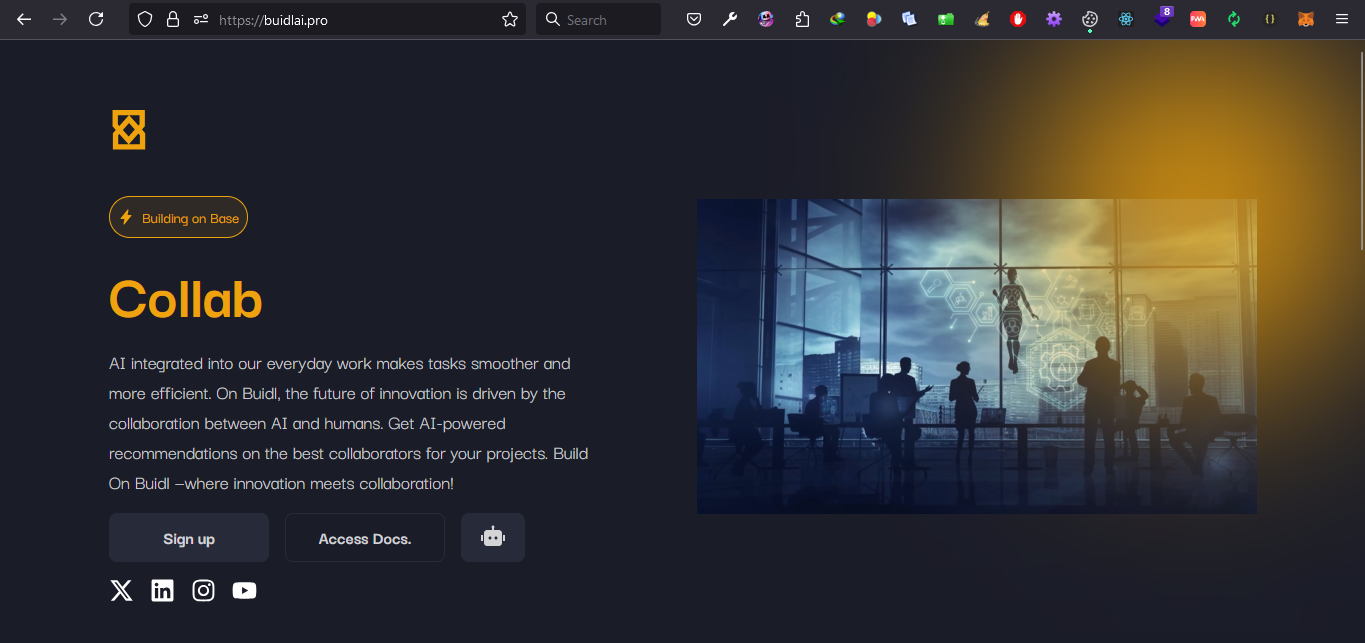 https://buidlai.pro
Search
8
PWA
Building on Base
Collab
AI integrated into our everyday work makes tasks smoother and
more efficient. On Buidl, the future of innovation is driven by the
collaboration between AI and humans. Get AI-powered
recommendations on the best collaborators for your projects. Build
On Buidl —where innovation meets collaboration!
AI
Sign up
Access Docs.